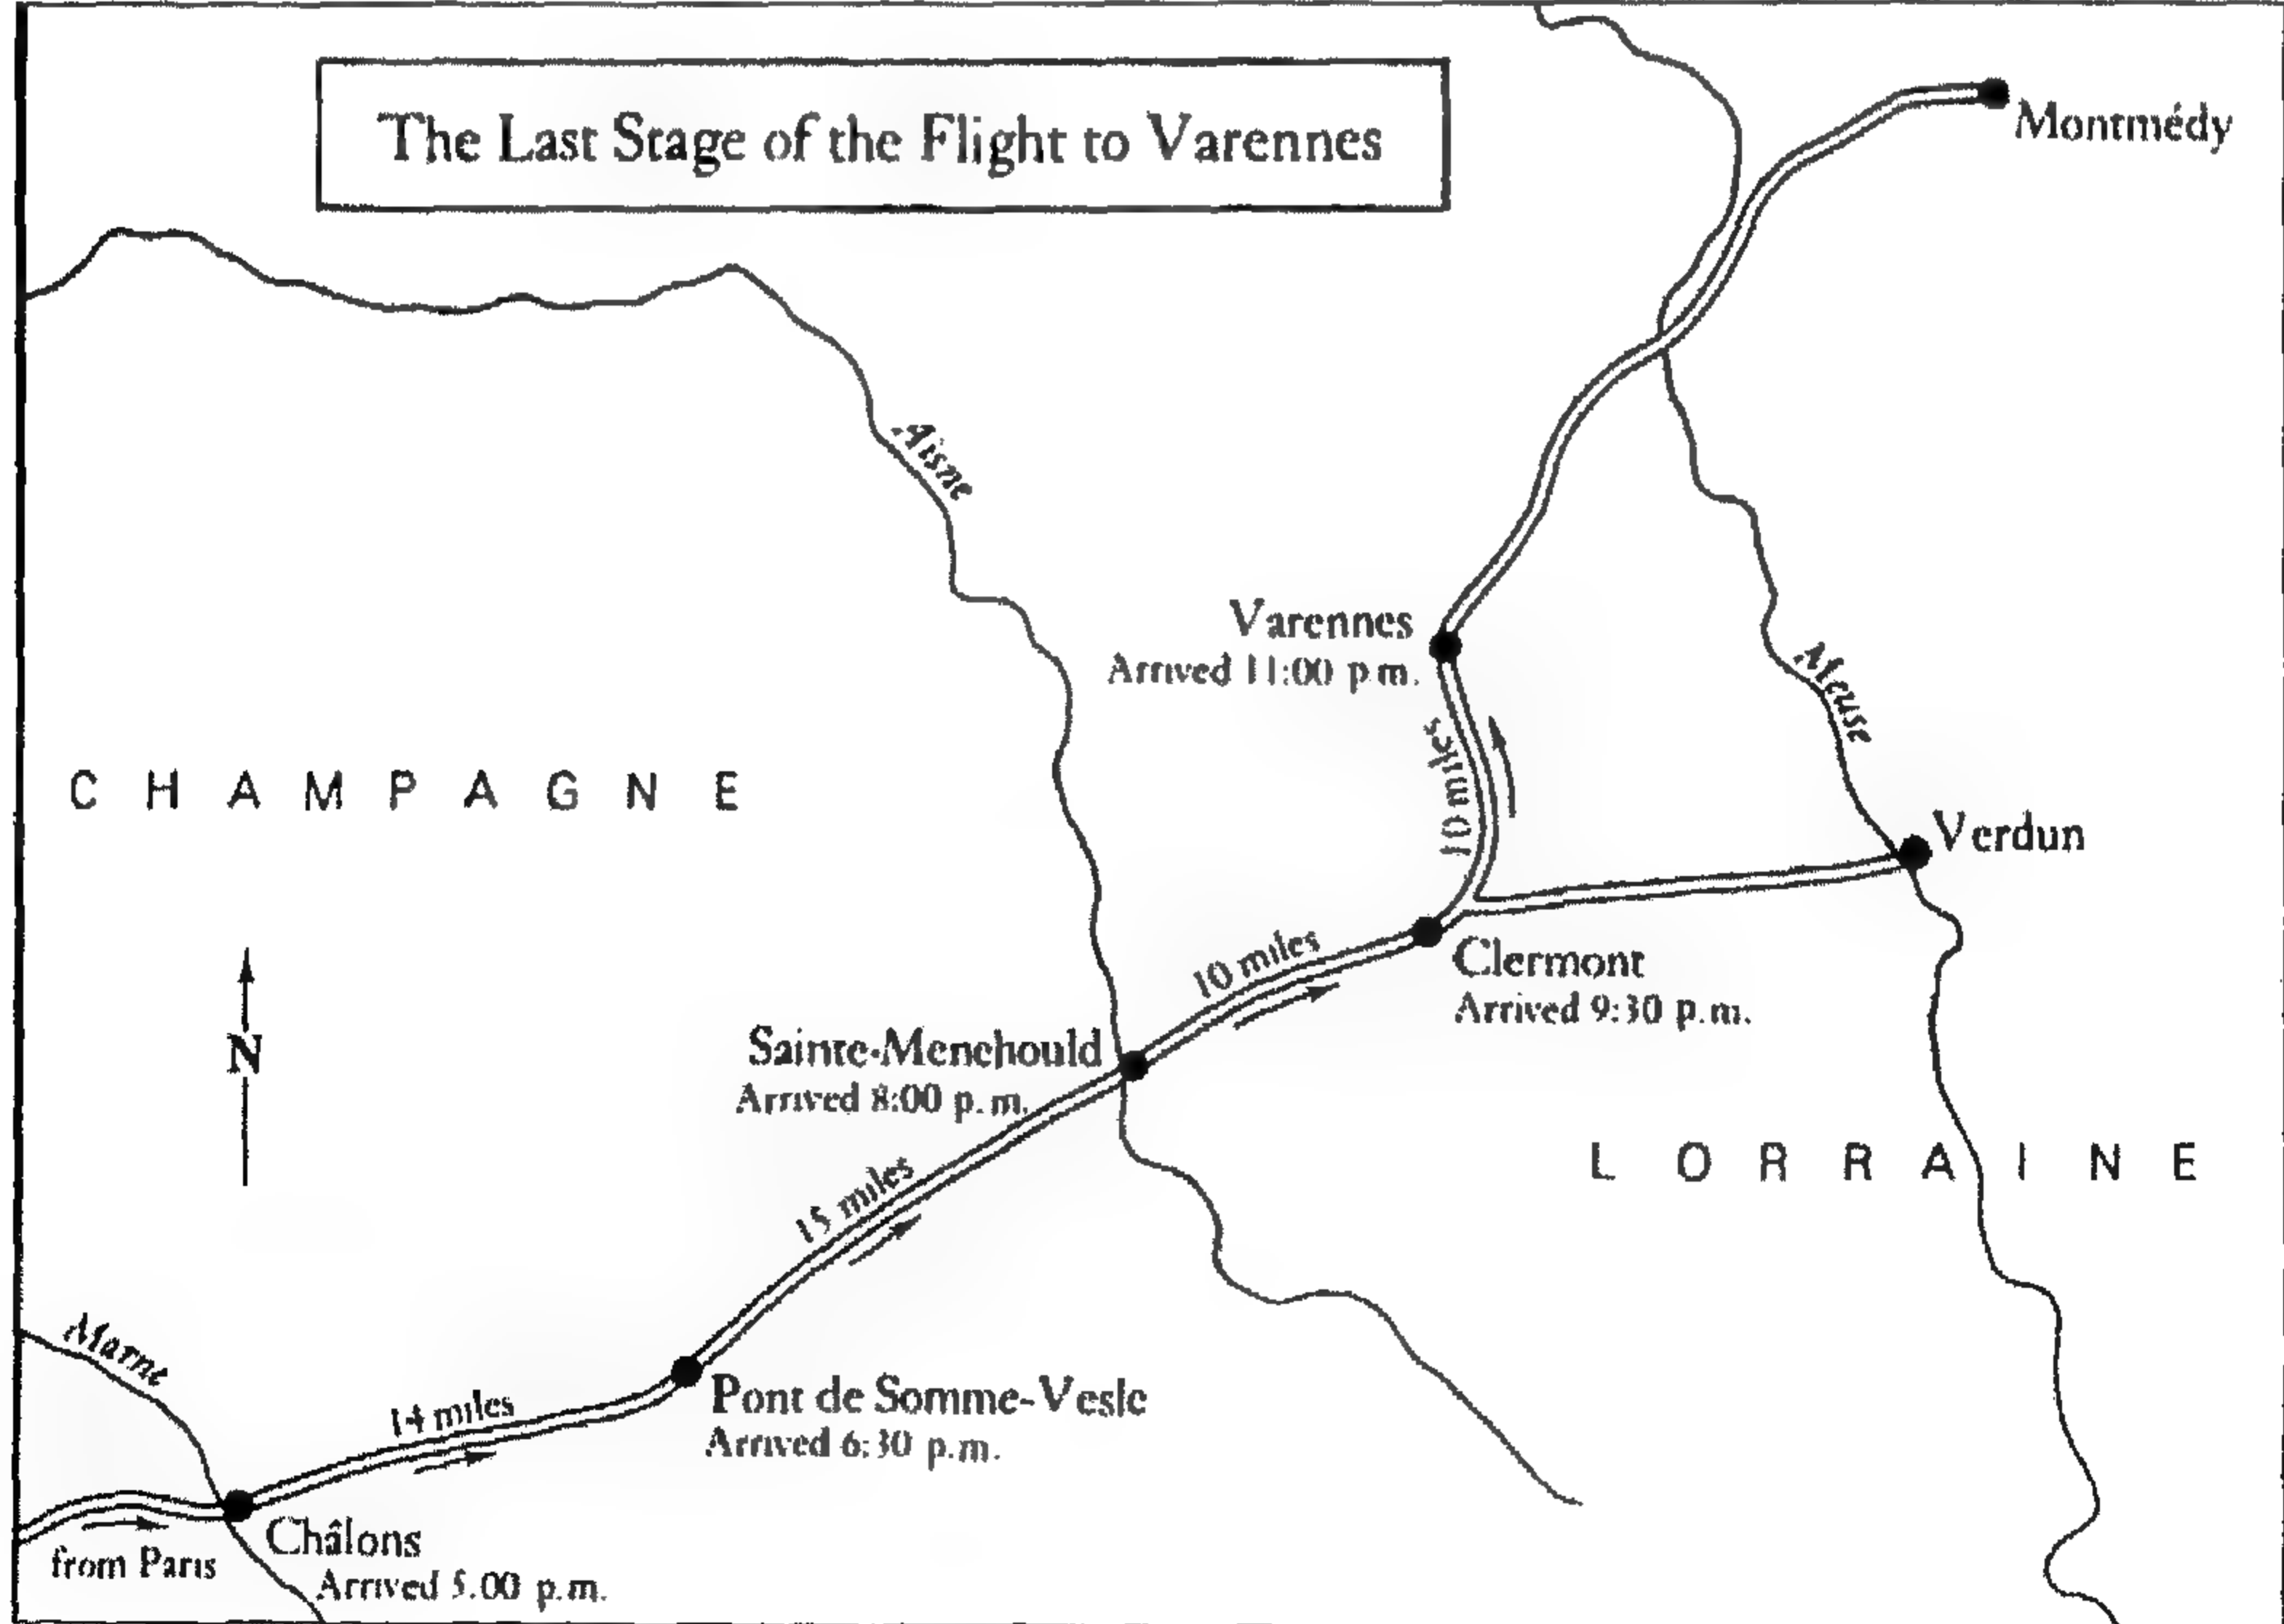 The Last Stage of the Flight to Varennes
Montmédy
Aisne
Varennes
Arrived 11:00 p.m.
Meuse
10 miles
CHAMPAGNE
Verdun
10 miles
Clermont
Arrived 9:30 p.m.
N
Sainte-Menehould
Arrived 8:00 p.m.
LORRAINE
15 miles
Marne
14 miles
Pont de Somme-Vesle
Arrived 6:30 p.m.
from Paris
Châlons
Arrived 5.00 p.m.